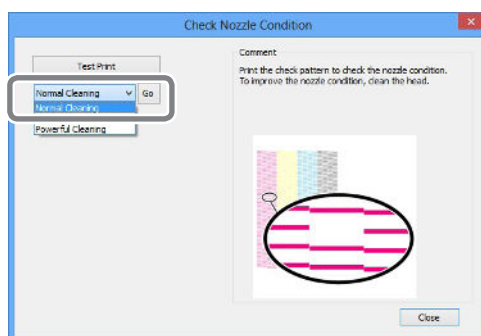 Check Nozzle Condition
Test Print
Normal Cleaning
Go
Normal Cleaning
Powerful Cleaning
Comment
Print the check pattern to check the nozzle condition.
To improve the nozzle condition, clean the head.
Close